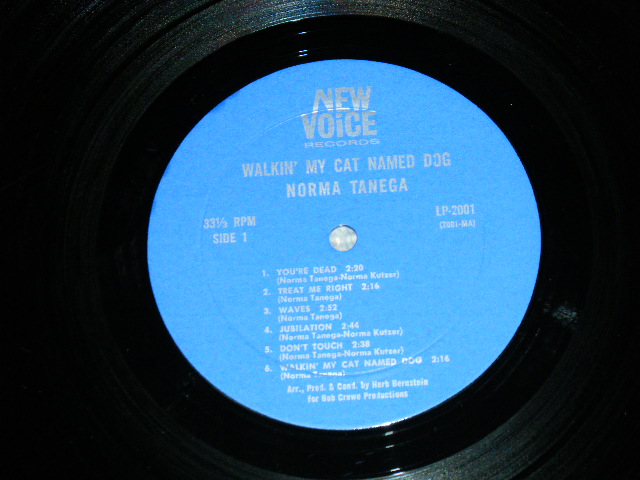 NEW
VOICE
RECORDS
WALKIN' MY CAT NAMED DOG
NORMA TANEGA
33⅓ RPM
SIDE 1
LP-2001
(2001-MA)
1. YOU'RE DEAD 2:20
(Norma Tanega-Norma Kutzer)
2. TREAT ME RIGHT 2:16
(Norma Tanega)
3. WAVES 2:52
(Norma Tanega)
4. JUBILATION 2:44
(Norma Tanega-Norma Kutzer)
5. DON'T TOUCH 2:38
(Norma Tanega-Norma Kutzer)
6. WALKIN' MY CAT NAMED DOG 2:16
(Norma Tanega)
Arr., Prod. & Cond. by Herb Bernstein
for Bob Crewe Productions